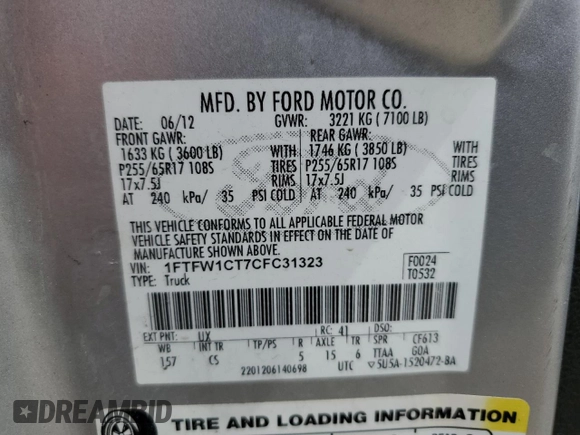 MFD. BY FORD MOTOR CO.
DATE: 06/12 GVWR: 3221 KG ( 7100 LB)
FRONT GAWR: REAR GAWR:
1633 KG ( 3600 LB) WITH 1746 KG ( 3850 LB) WITH
P255/65R17 108S TIRES P255/65R17 108S TIRES
17x7.5J RIMS 17x7.5J RIMS
AT 240 kPa/ 35 PSI COLD AT 240 kPa/ 35 PSI COLD
THIS VEHICLE CONFORMS TO ALL APPLICABLE FEDERAL MOTOR
VEHICLE SAFETY STANDARDS IN EFFECT ON THE DATE OF
MANUFACTURE SHOWN ABOVE.
VIN: 1FTFW1CT7CFC31323 F0024
TYPE: Truck T0532
EXT PNT: UX RC: 41 DSO:
WB INT TR TP/PS R AXLE TR SPR CF613
157 CS 5 15 6 TTAA GOA
2201206140698 UTC ▽5U5A-1520472-BA
TIRE AND LOADING INFORMATION
DREAMBID